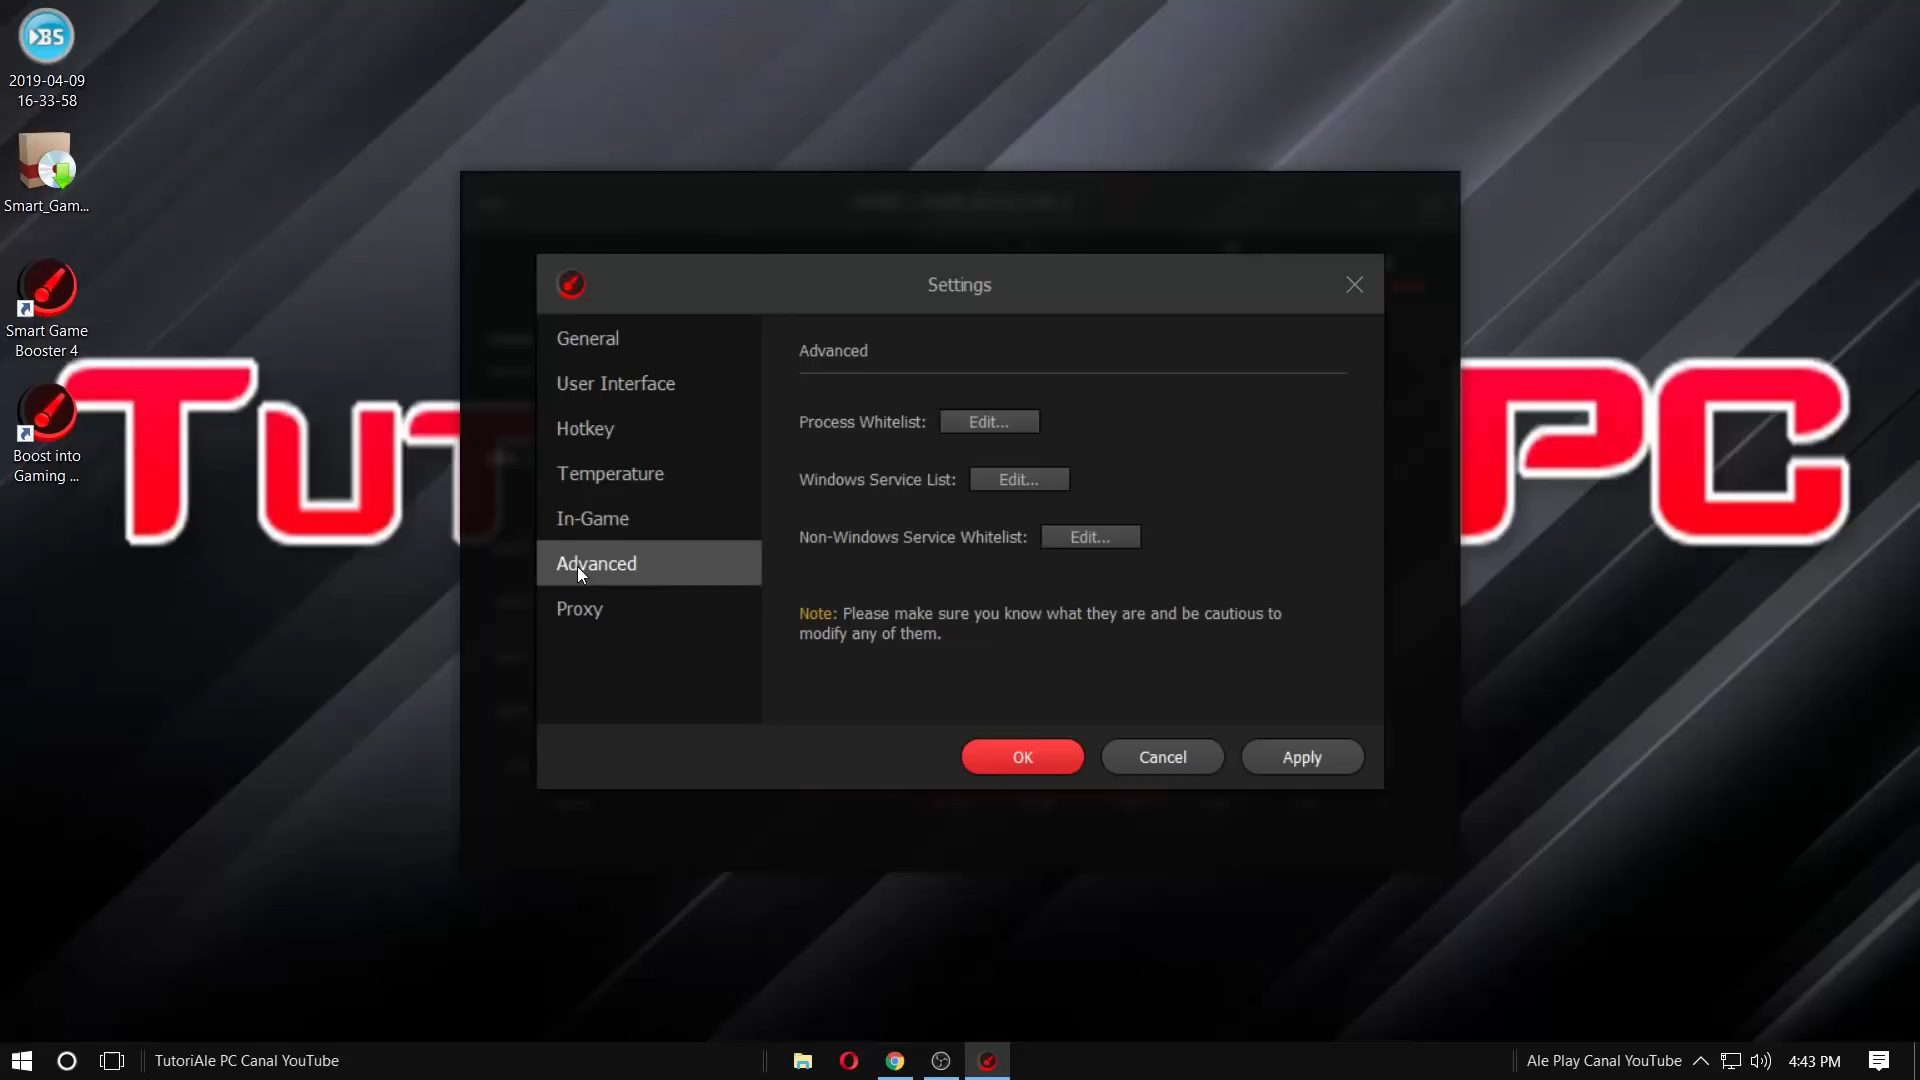 2019-04-09
16-33-58
Smart_Gam...
Smart Game
Booster 4
Boost into
Gaming ...
Tut
PC
Settings
General
User Interface
Hotkey
Temperature
In-Game
Advanced
Proxy
Advanced
Process Whitelist: Edit...
Windows Service List: Edit...
Non-Windows Service Whitelist: Edit...
Note: Please make sure you know what they are and be cautious to
modify any of them.
OK Cancel Apply
TutoriAle PC Canal YouTube
Ale Play Canal YouTube 4:43 PM